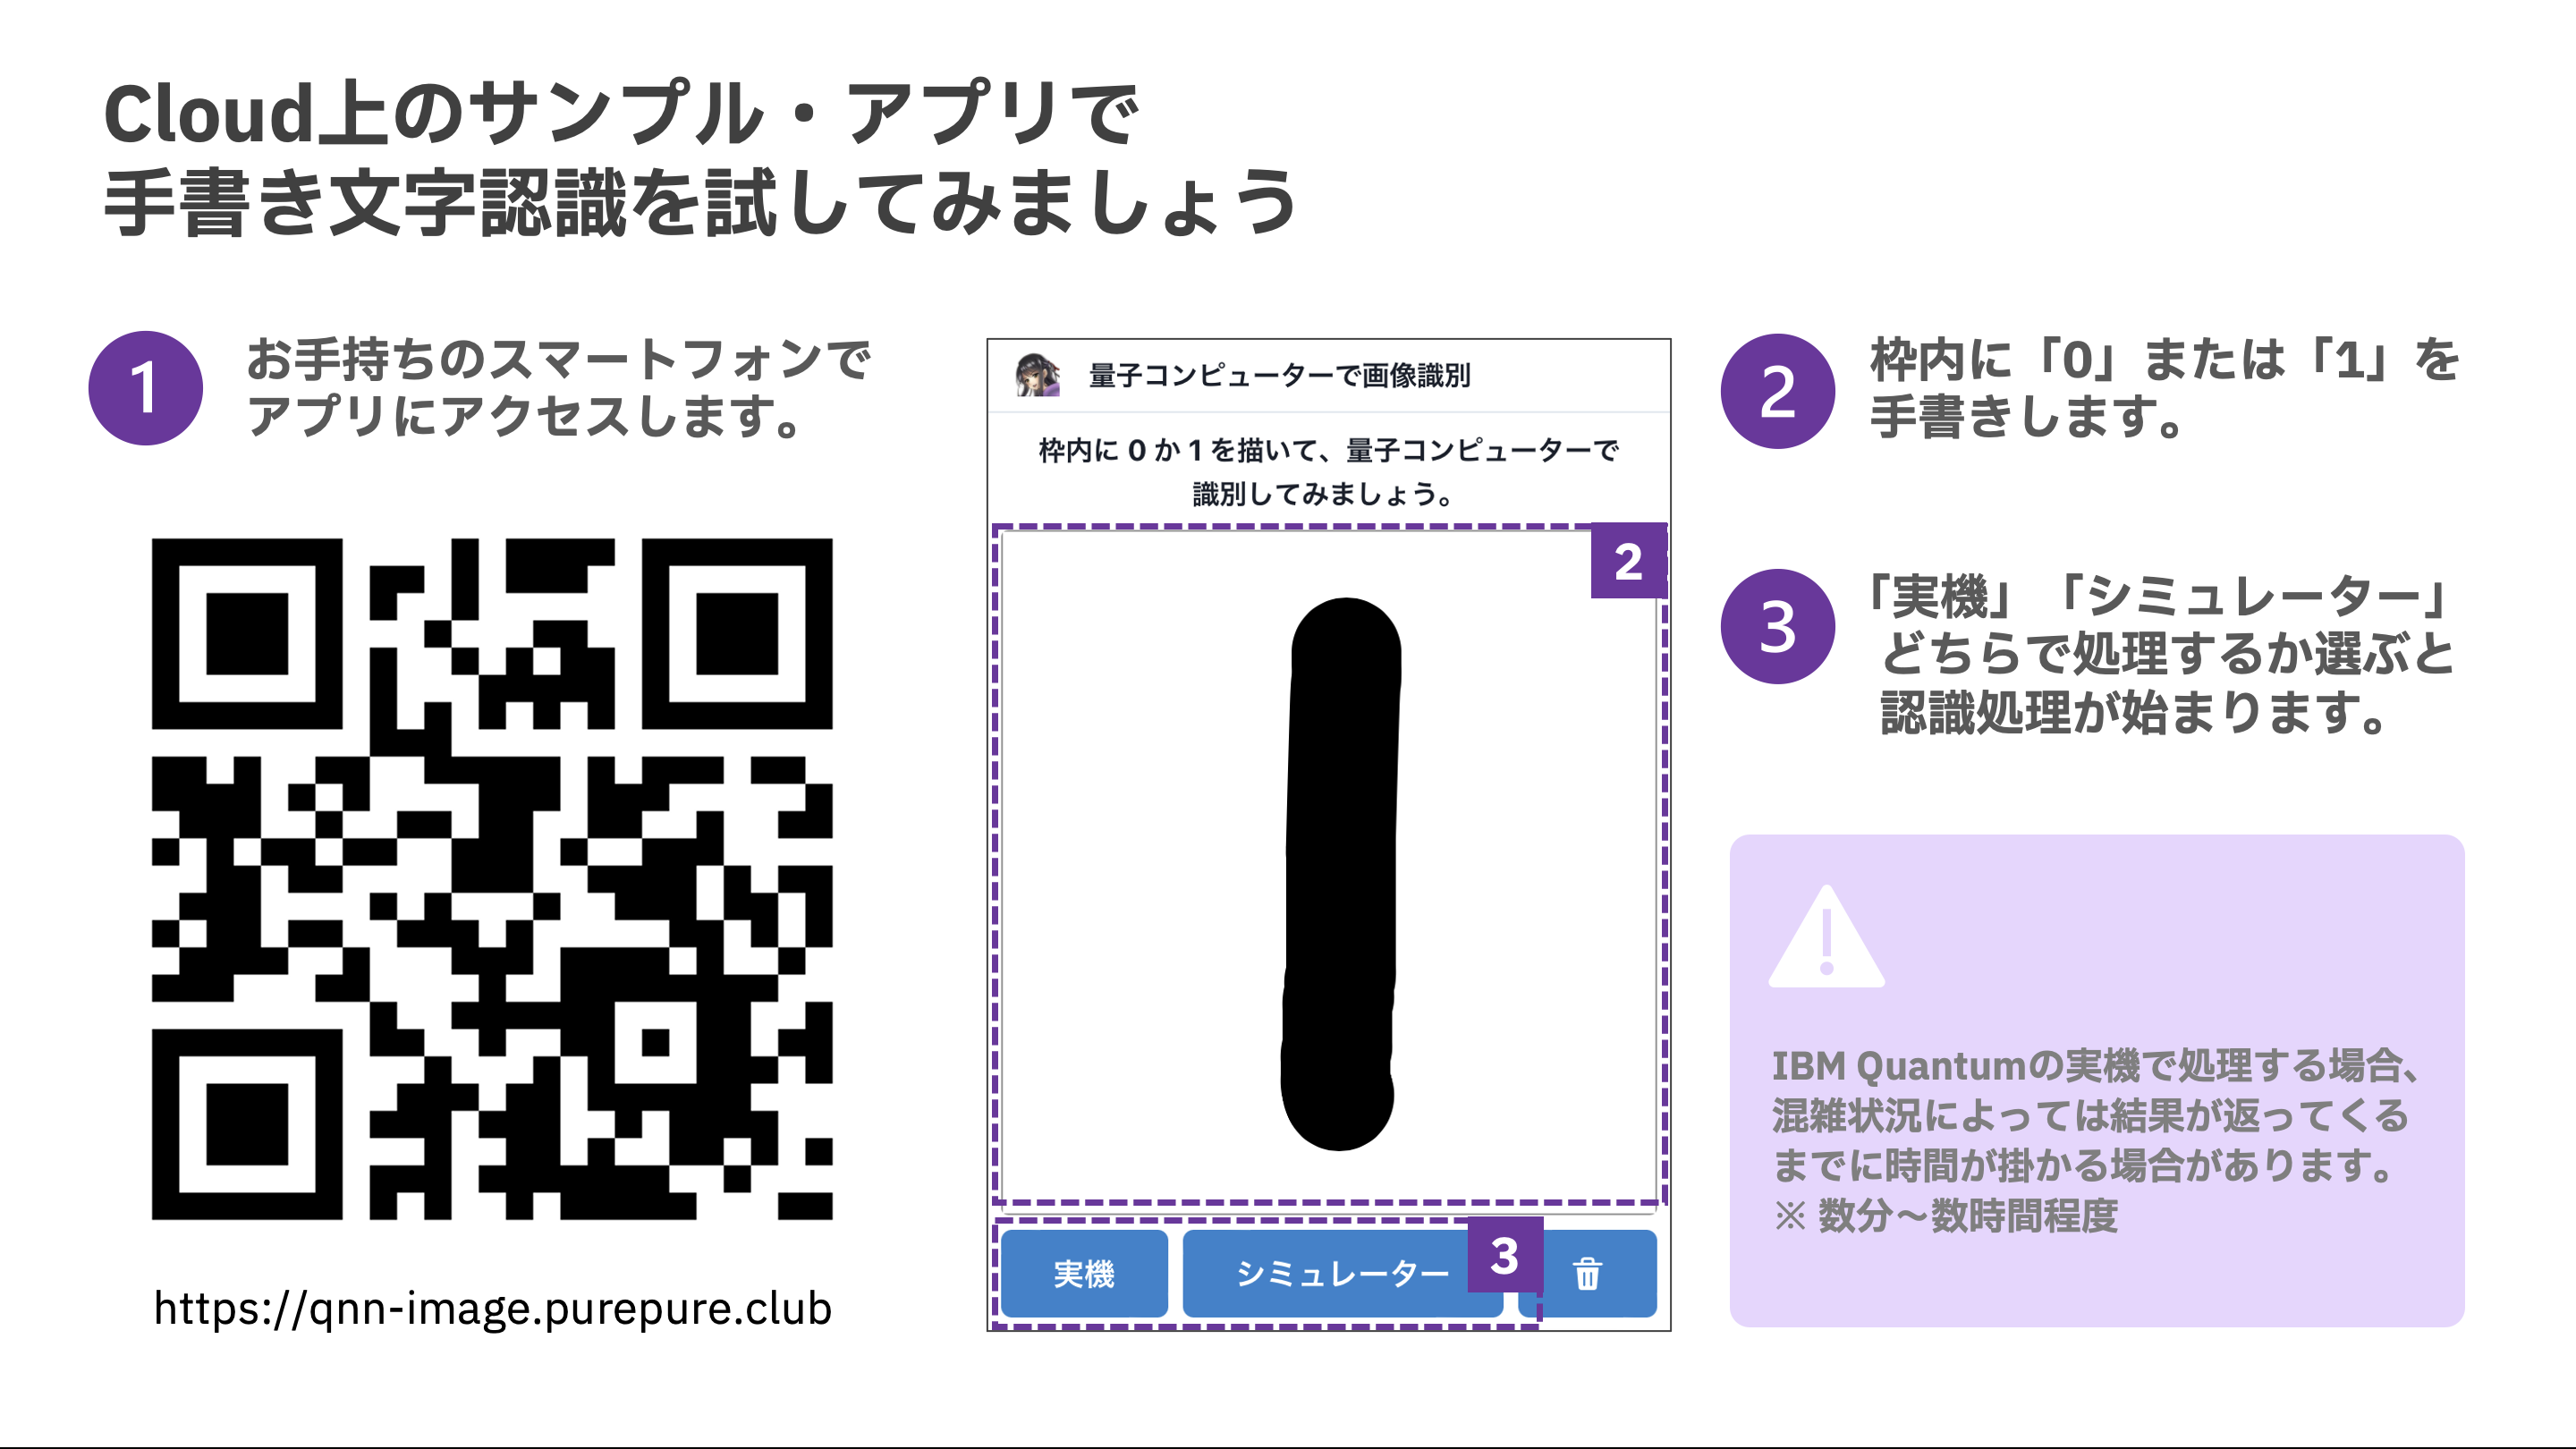 Cloud上のサンプル・アプリで
手書き文字認識を試してみましょう
1
お手持ちのスマートフォンで
アプリにアクセスします。
https://qnn-image.purepure.club
量子コンピューターで画像識別
枠内に 0 か 1 を描いて、量子コンピューターで
識別してみましょう。
2
1
実機
シミュレーター
3
2
枠内に「0」または「1」を
手書きします。
3
「実機」「シミュレーター」
どちらで処理するか選ぶと
認識処理が始まります。
IBM Quantumの実機で処理する場合、
混雑状況によっては結果が返ってくる
までに時間が掛かる場合があります。
※ 数分～数時間程度